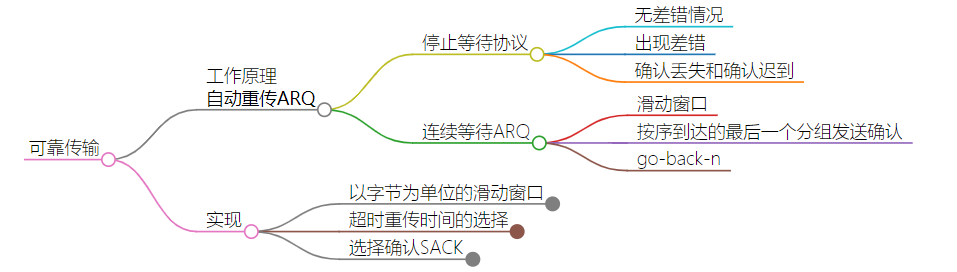 可靠传输
工作原理
自动重传ARQ
停止等待协议
无差错情况
出现差错
确认丢失和确认迟到
连续等待ARQ
滑动窗口
按序到达的最后一个分组发送确认
go-back-n
实现
以字节为单位的滑动窗口
超时重传时间的选择
选择确认SACK